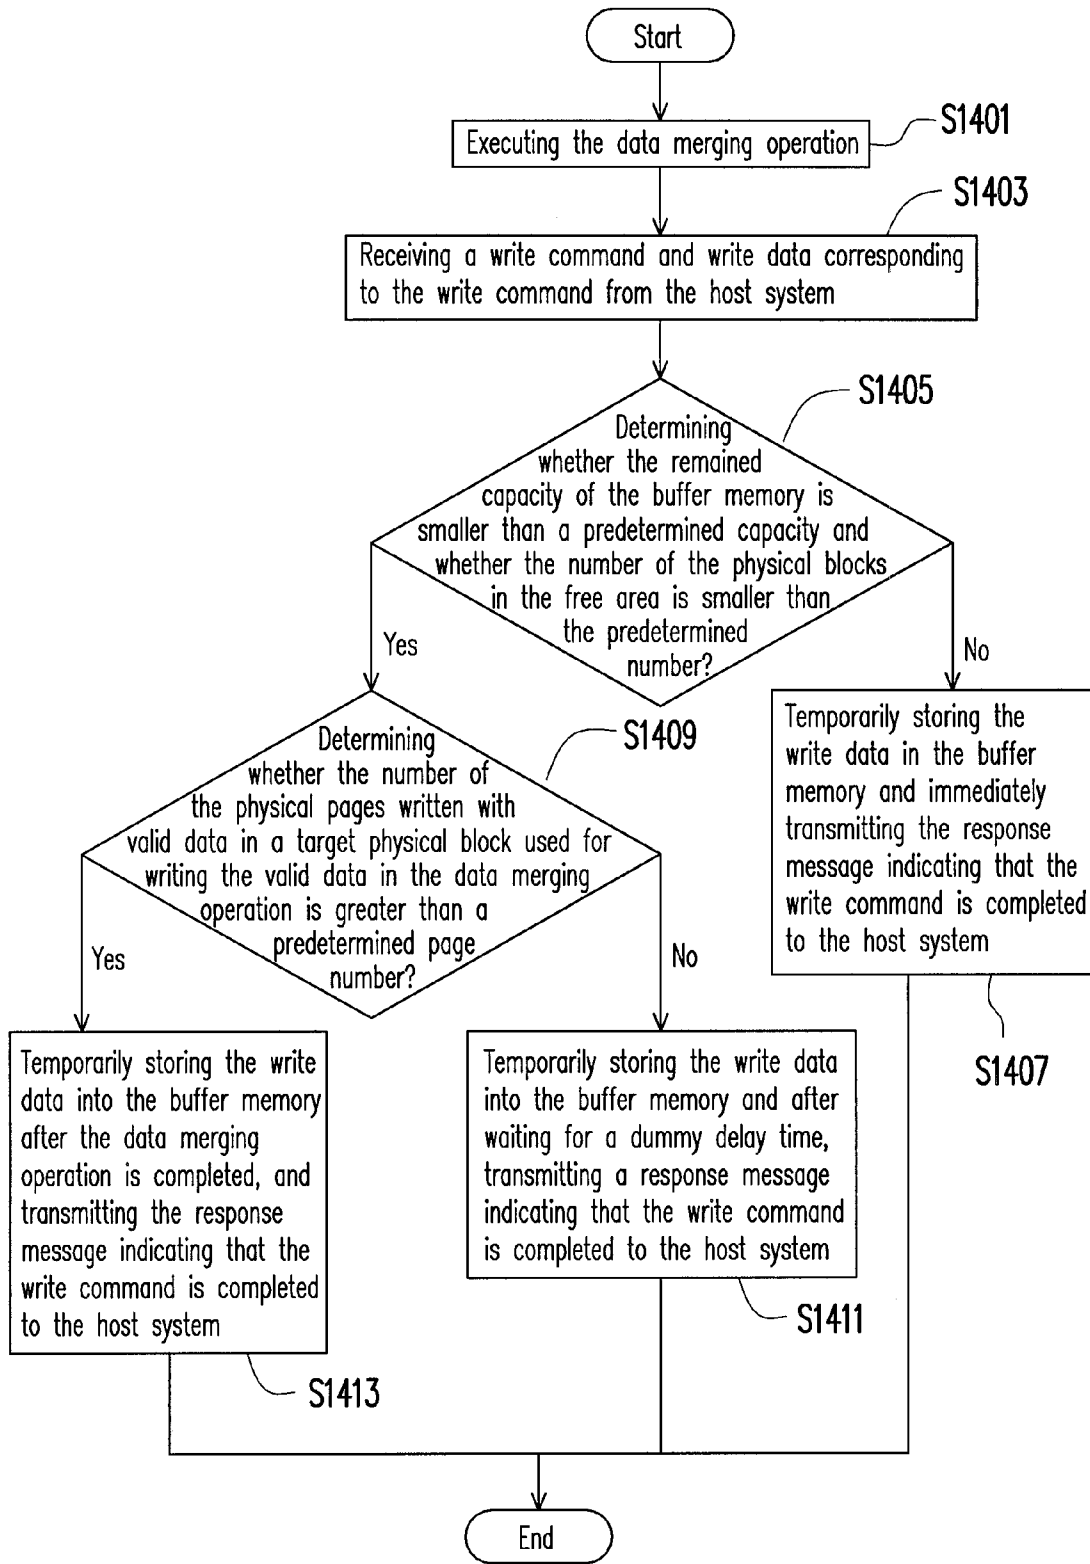 Start
Executing the data merging operation
S1401
S1403
Receiving a write command and write data corresponding
to the write command from the host system
S1405
Determining
whether the remained
capacity of the buffer memory is
smaller than a predetermined capacity and
whether the number of the physical blocks
in the free area is smaller than
the predetermined
number?
Yes
No
S1409
Determining
whether the number of
the physical pages written with
valid data in a target physical block used for
writing the valid data in the data merging
operation is greater than a
predetermined page
number?
Yes
No
Temporarily storing the
write data in the buffer
memory and immediately
transmitting the response
message indicating that the
write command is completed
to the host system
S1407
Temporarily storing the write
data into the buffer memory
after the data merging
operation is completed, and
transmitting the response
message indicating that the
write command is completed
to the host system
S1413
Temporarily storing the write data
into the buffer memory and after
waiting for a dummy delay time,
transmitting a response message
indicating that the write command
is completed to the host system
S1411
End